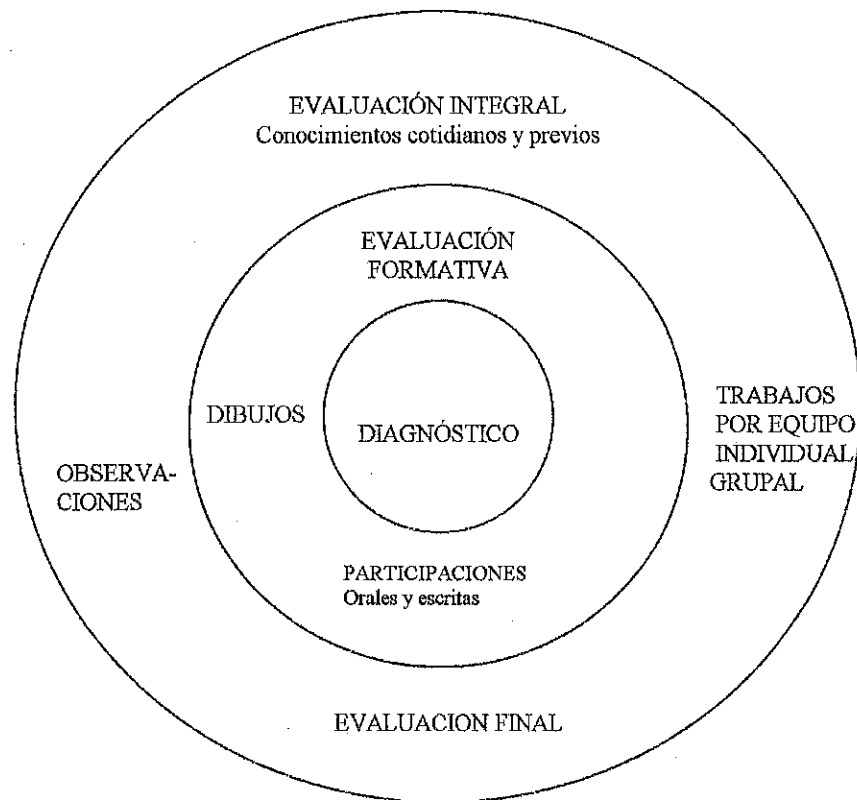 EVALUACIÓN INTEGRAL
Conocimientos cotidianos y previos
EVALUACIÓN
FORMATIVA
DIBUJOS
DIAGNÓSTICO
TRABAJOS
POR EQUIPO
INDIVIDUAL
GRUPAL
OBSERVA-
CIONES
PARTICIPACIONES
Orales y escritas
EVALUACION FINAL